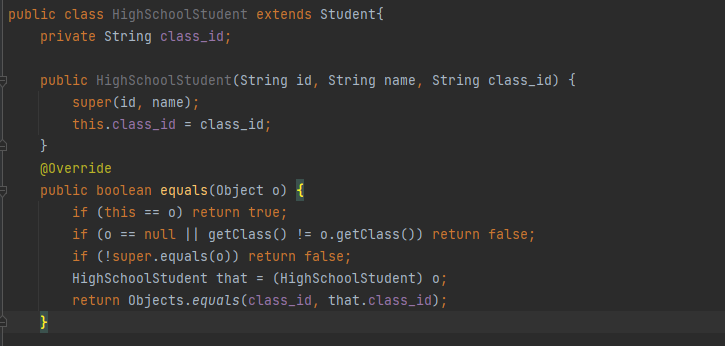 public class HighSchoolStudent extends Student{
    private String class_id;

    public HighSchoolStudent(String id, String name, String class_id) {
        super(id, name);
        this.class_id = class_id;
    }
    @Override
    public boolean equals(Object o) {
        if (this == o) return true;
        if (o == null || getClass() != o.getClass()) return false;
        if (!super.equals(o)) return false;
        HighSchoolStudent that = (HighSchoolStudent) o;
        return Objects.equals(class_id, that.class_id);
    }